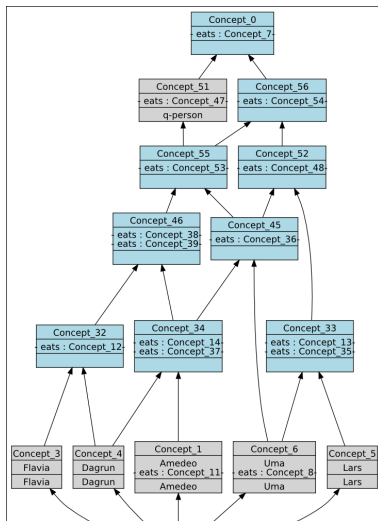 Concept_0
- eats : Concept_7-
Concept_51
- eats : Concept_47-
q-person
Concept_56
- eats : Concept_54-
Concept_55
- eats : Concept_53-
Concept_52
- eats : Concept_48-
Concept_46
- eats : Concept_38-
- eats : Concept_39-
Concept_45
- eats : Concept_36-
Concept_32
- eats : Concept_12-
Concept_34
- eats : Concept_14-
- eats : Concept_37-
Concept_33
- eats : Concept_13-
- eats : Concept_35-
Concept_3
Flavia
Flavia
Concept_4
Dagrun
Dagrun
Concept_1
Amedeo
- eats : Concept_11-
Amedeo
Concept_6
Uma
- eats : Concept_8-
Uma
Concept_5
Lars
Lars